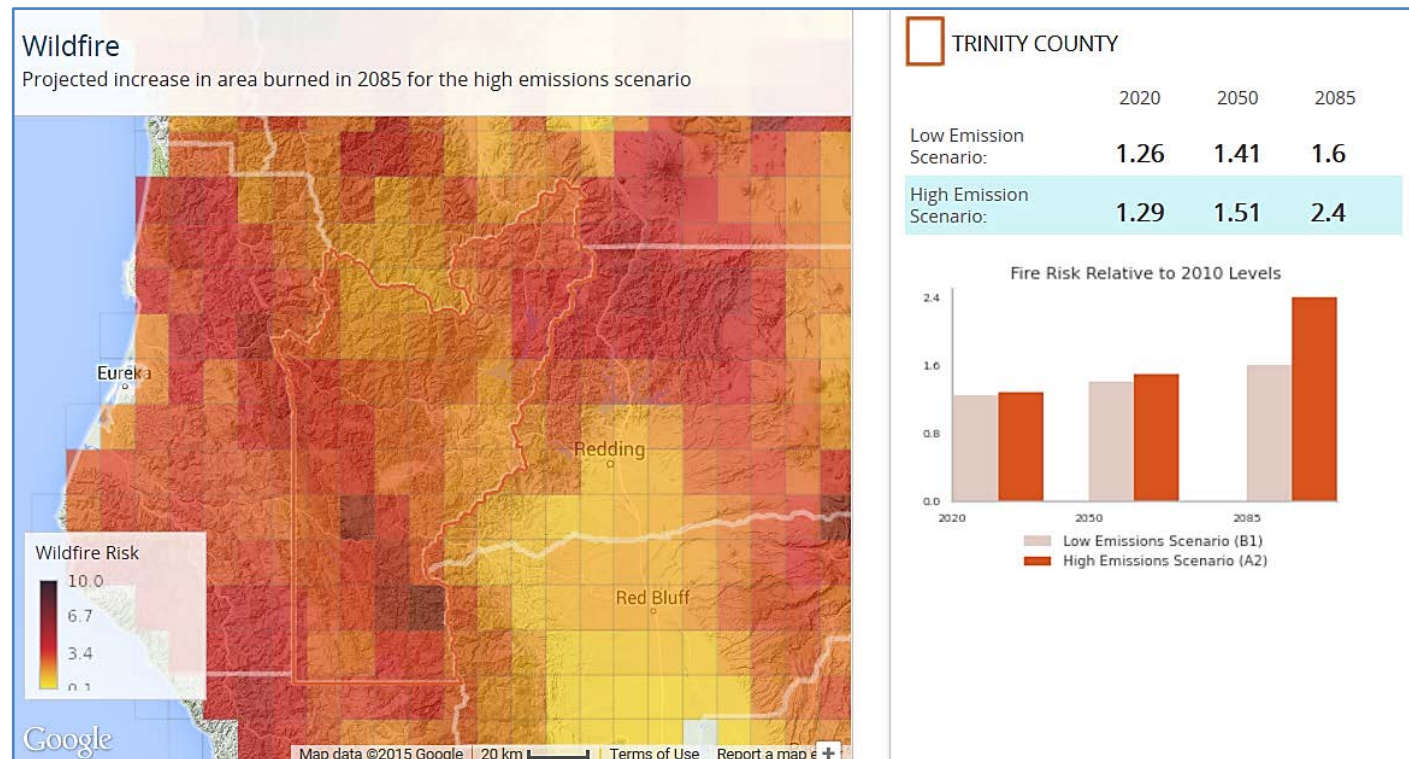 Wildfire
Projected increase in area burned in 2085 for the high emissions scenario
Eureka
Redding
Red Bluff
Wildfire Risk
10.0
6.7
3.4
0.1
Google
Map data ©2015 Google 20 km Terms of Use Report a map e
+
TRINITY COUNTY
2020 2050 2085
Low Emission
Scenario: 1.26 1.41 1.6
High Emission
Scenario: 1.29 1.51 2.4
Fire Risk Relative to 2010 Levels
2.4
1.6
0.8
0.0
2020 2050 2085
Low Emissions Scenario (B1)
High Emissions Scenario (A2)